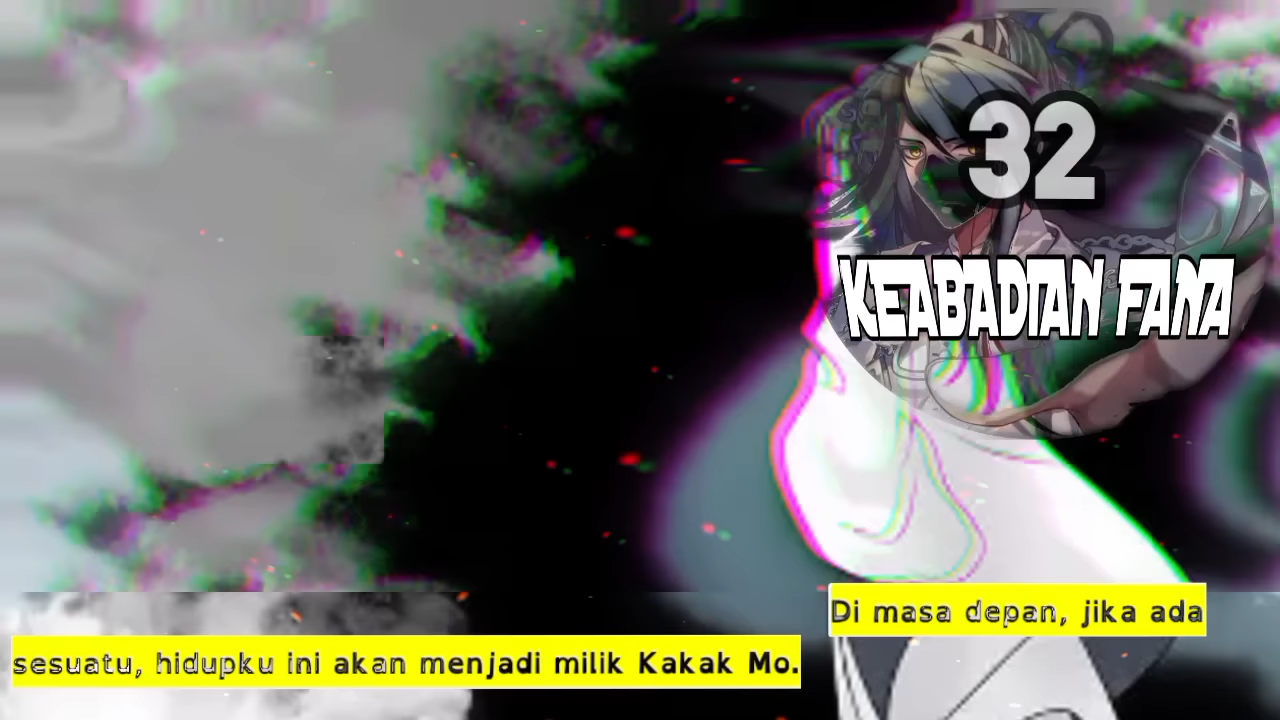 32
KEABADIAN FANA
Di masa depan, jika ada
sesuatu, hidupku ini akan menjadi milik Kakak Mo.